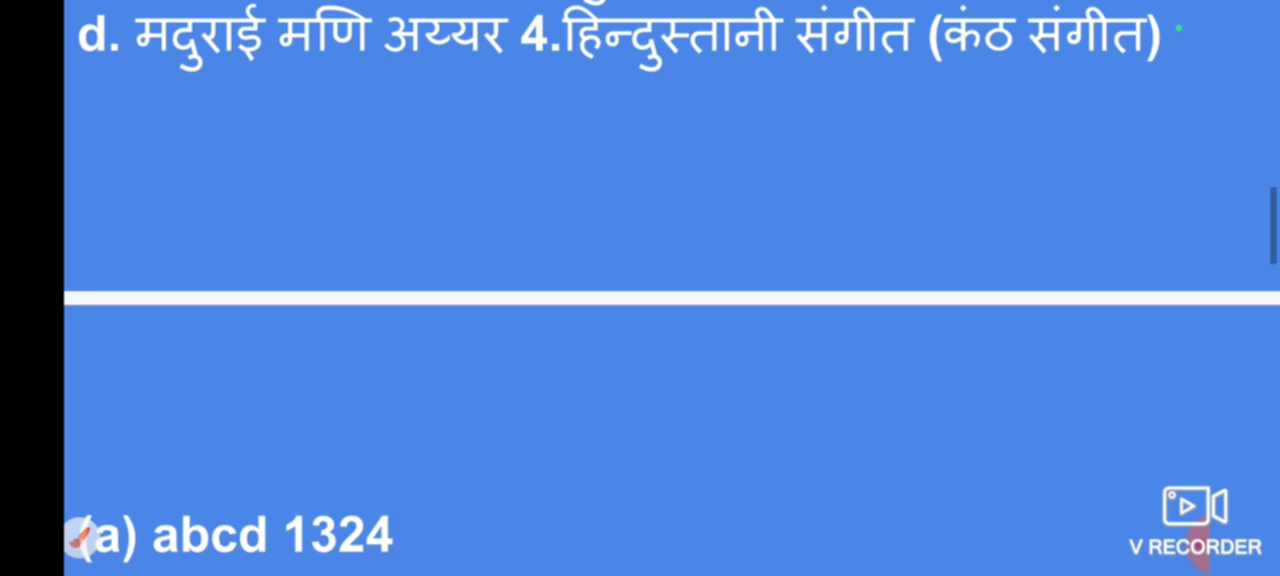 d. मदुराई मणि अय्यर 4.हिन्दुस्तानी संगीत (कंठ संगीत)
(a) abcd 1324
V RECORDER